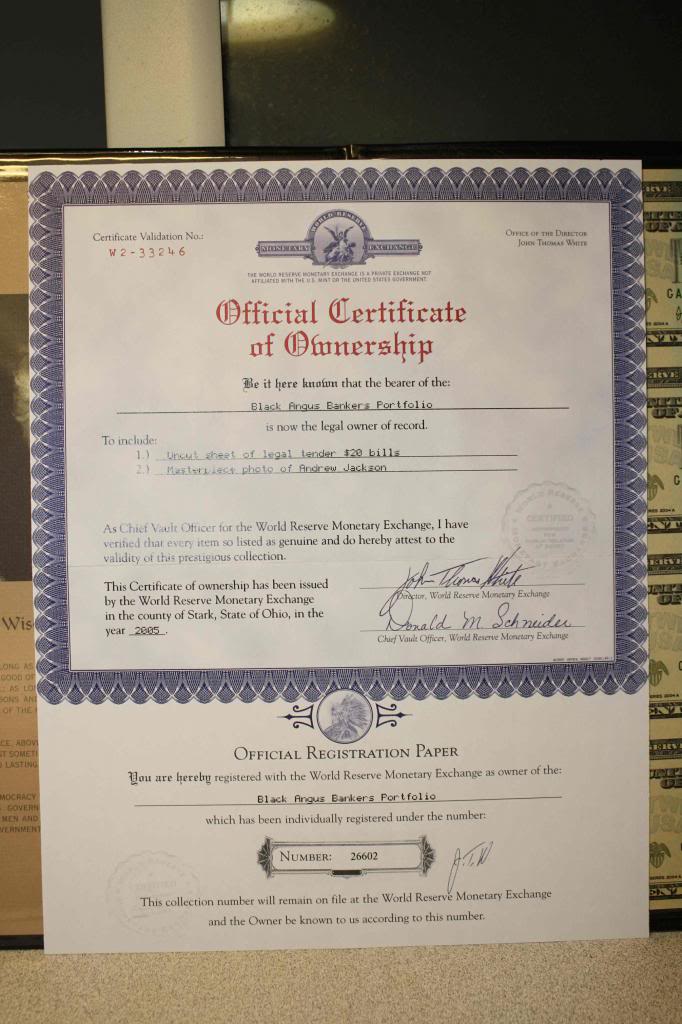 Certificate Validation No.:
W2-33246
WORLD RESERVE
MONETARY EXCHANGE
OFFICE OF THE DIRECTOR
JOHN THOMAS WHITE
THE WORLD RESERVE MONETARY EXCHANGE IS A PRIVATE EXCHANGE NOT
AFFILIATED WITH THE U.S. MINT OR THE UNITED STATES GOVERNMENT.
Official Certificate
of Ownership
Be it here known that the bearer of the:
Black Angus Bankers Portfolio
is now the legal owner of record.
To include:
1.) Uncut sheet of legal tender $20 bills
2.) Masterpiece photo of Andrew Jackson
WORLD RESERVE
CERTIFIED
As Chief Vault Officer for the World Reserve Monetary Exchange, I have
verified that every item so listed as genuine and do hereby attest to the
validity of this prestigious collection.
This Certificate of ownership has been issued
by the World Reserve Monetary Exchange
in the county of Stark, State of Ohio, in the
year 2005.
John Thomas White
Director, World Reserve Monetary Exchange
Donald M. Schneider
Chief Vault Officer, World Reserve Monetary Exchange
OFFICIAL REGISTRATION PAPER
You are hereby registered with the World Reserve Monetary Exchange as owner of the:
Black Angus Bankers Portfolio
which has been individually registered under the number:
NUMBER: 26602
J.T.W
This collection number will remain on file at the World Reserve Monetary Exchange
and the Owner be known to us according to this number.